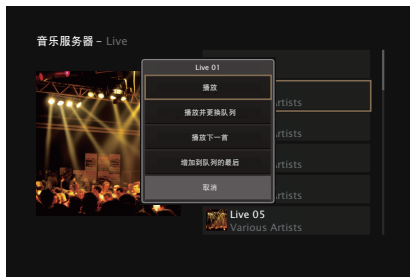 音乐服务器 – Live
Live 01
播放
播放并更换队列
播放下一首
增加到队列的最后
取消
Artists
Artists
Artists
Artists
Live 05
Various Artists